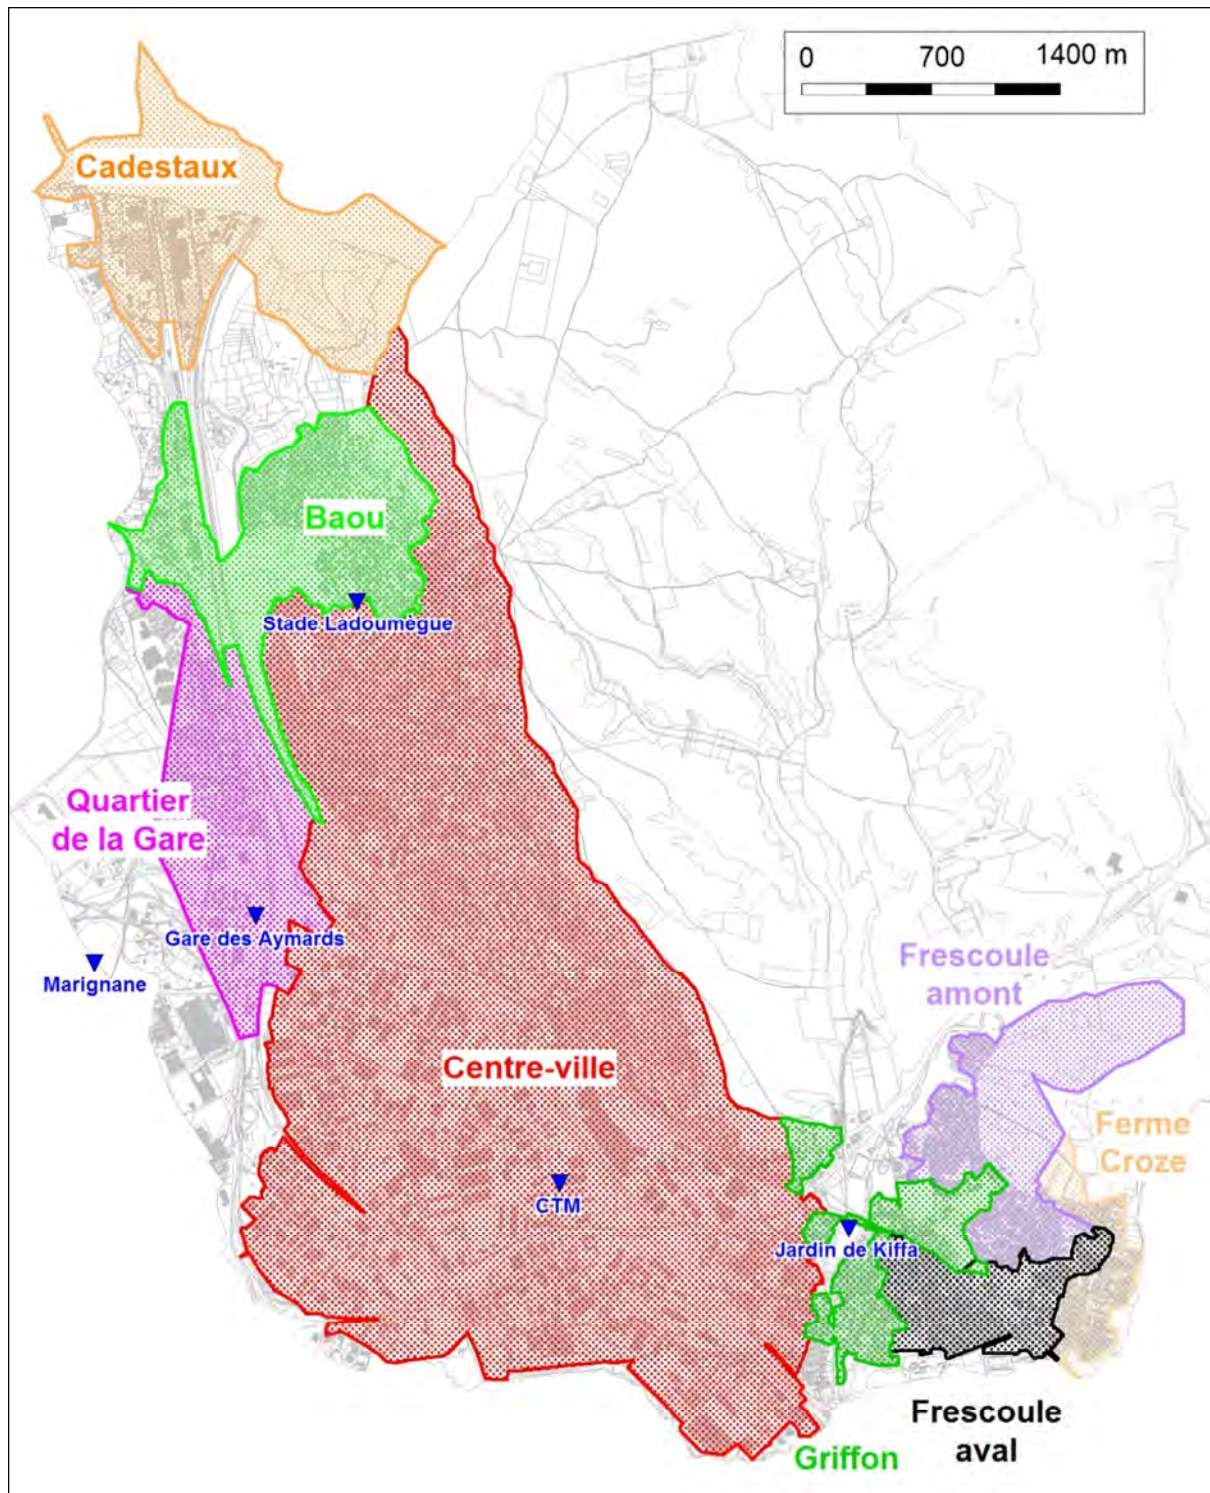 0 700 1400 m
Cadestaux
Baou
Stade Ladoumègue
Quartier
de la Gare
Gare des Aymards
Marignane
Frescoule
amont
Centre-ville
Ferme
Croze
CTM
Jardin de Kiffa
Frescoule
aval
Griffon